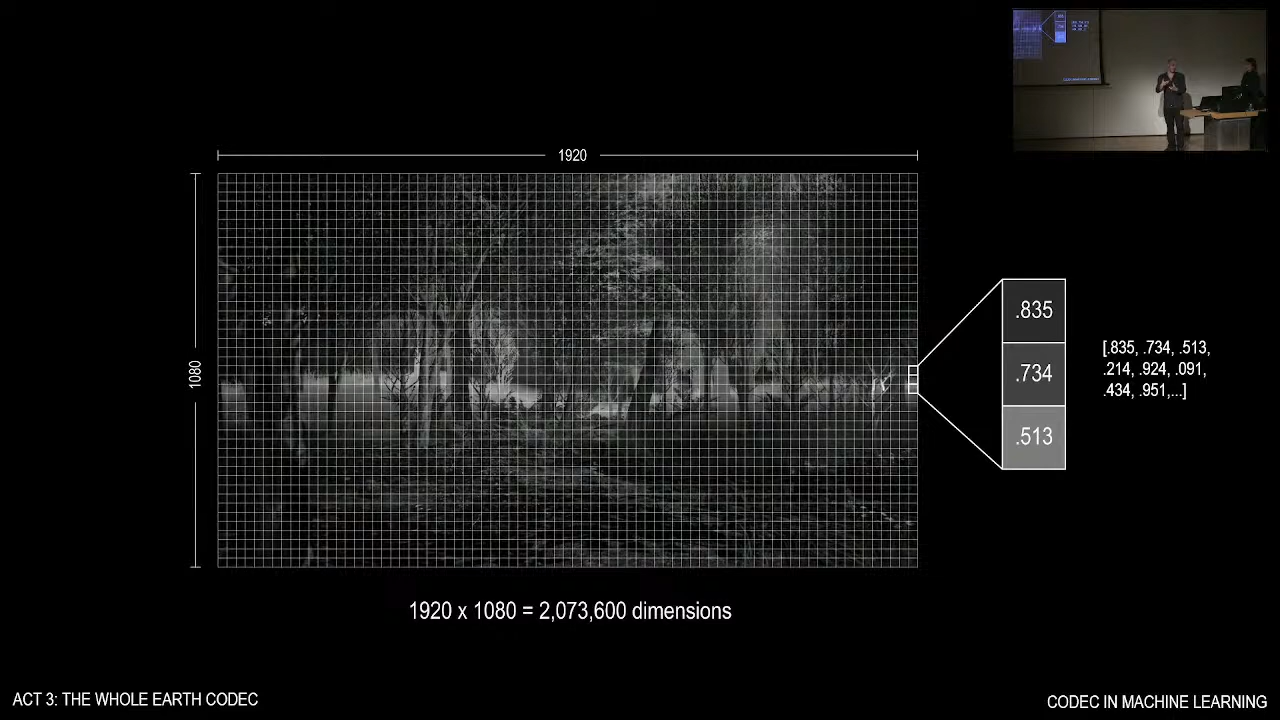 1920
1080
.835
.734
.513
[.835, .734, .513,
.214, .924, .091,
.434, .951,...]
1920 x 1080 = 2,073,600 dimensions
ACT 3: THE WHOLE EARTH CODEC
CODEC IN MACHINE LEARNING